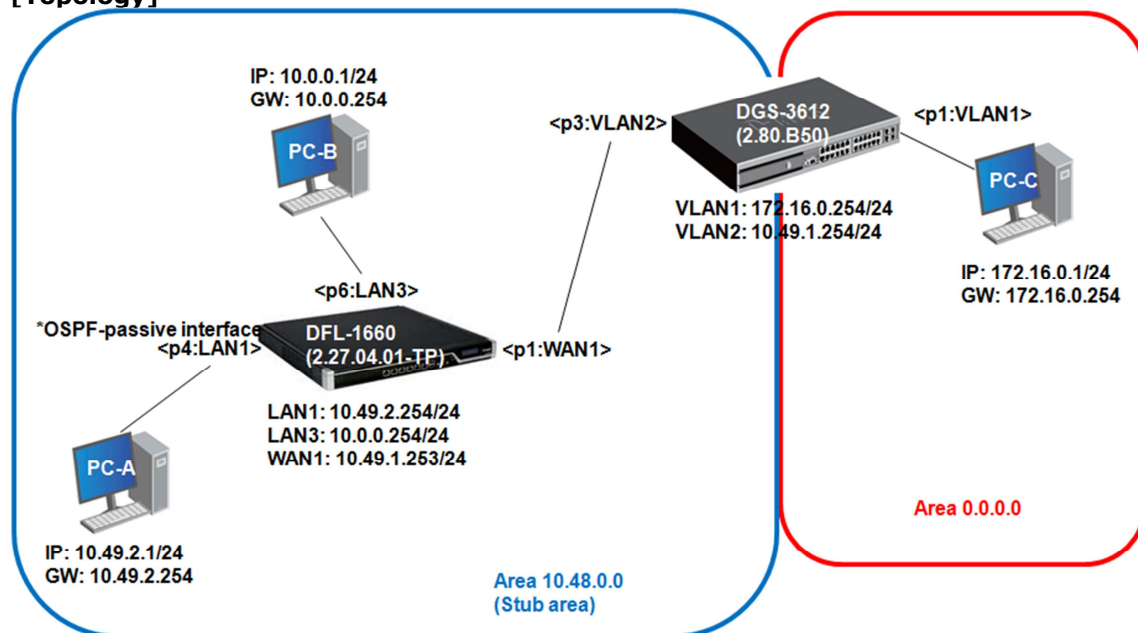 [Topology]
IP: 10.0.0.1/24
GW: 10.0.0.254
PC-B
<p3:VLAN2>
DGS-3612
(2.80.B50)
<p1:VLAN1>
PC-C
VLAN1: 172.16.0.254/24
VLAN2: 10.49.1.254/24
IP: 172.16.0.1/24
GW: 172.16.0.254
<p6:LAN3>
*OSPF-passive interface
<p4:LAN1>
DFL-1660
(2.27.04.01-TP)
<p1:WAN1>
LAN1: 10.49.2.254/24
LAN3: 10.0.0.254/24
WAN1: 10.49.1.253/24
PC-A
IP: 10.49.2.1/24
GW: 10.49.2.254
Area 10.48.0.0
(Stub area)
Area 0.0.0.0